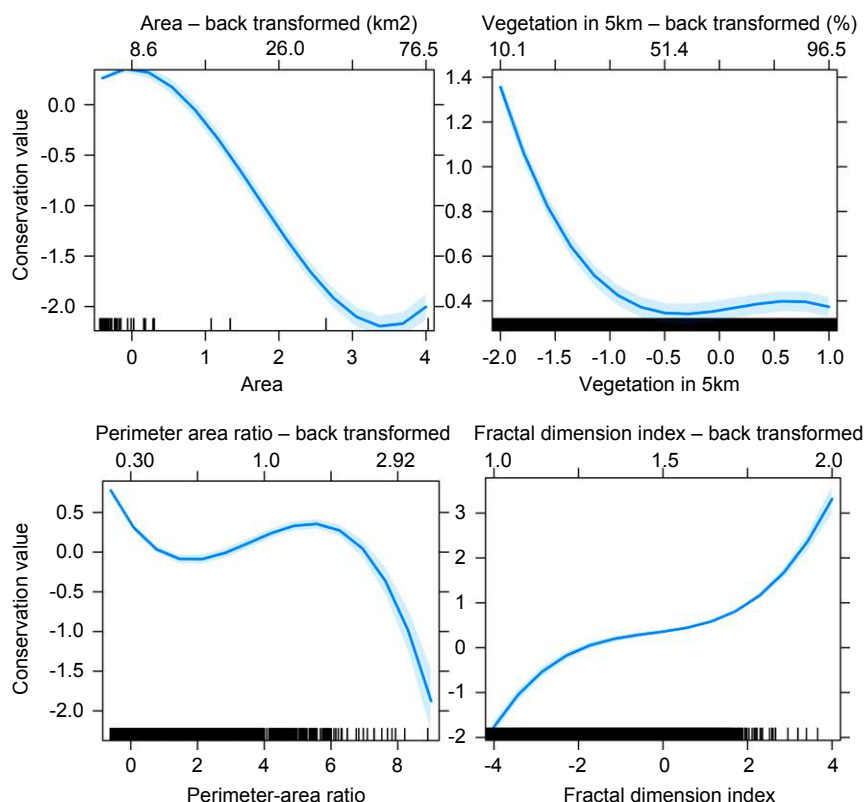 Area – back transformed (km2)
8.6 26.0 76.5
Conservation value
0.0
-0.5
-1.0
-1.5
-2.0
0 1 2 3 4
Area
Vegetation in 5km – back transformed (%)
10.1 51.4 96.5
1.4
1.2
1.0
0.8
0.6
0.4
-2.0 -1.5 -1.0 -0.5 0.0 0.5 1.0
Vegetation in 5km
Perimeter area ratio – back transformed
0.30 1.0 2.92
Conservation value
0.5
0.0
-0.5
-1.0
-1.5
-2.0
0 2 4 6 8
Perimeter-area ratio
Fractal dimension index – back transformed
1.0 1.5 2.0
3
2
1
0
-1
-2
-4 -2 0 2 4
Fractal dimension index